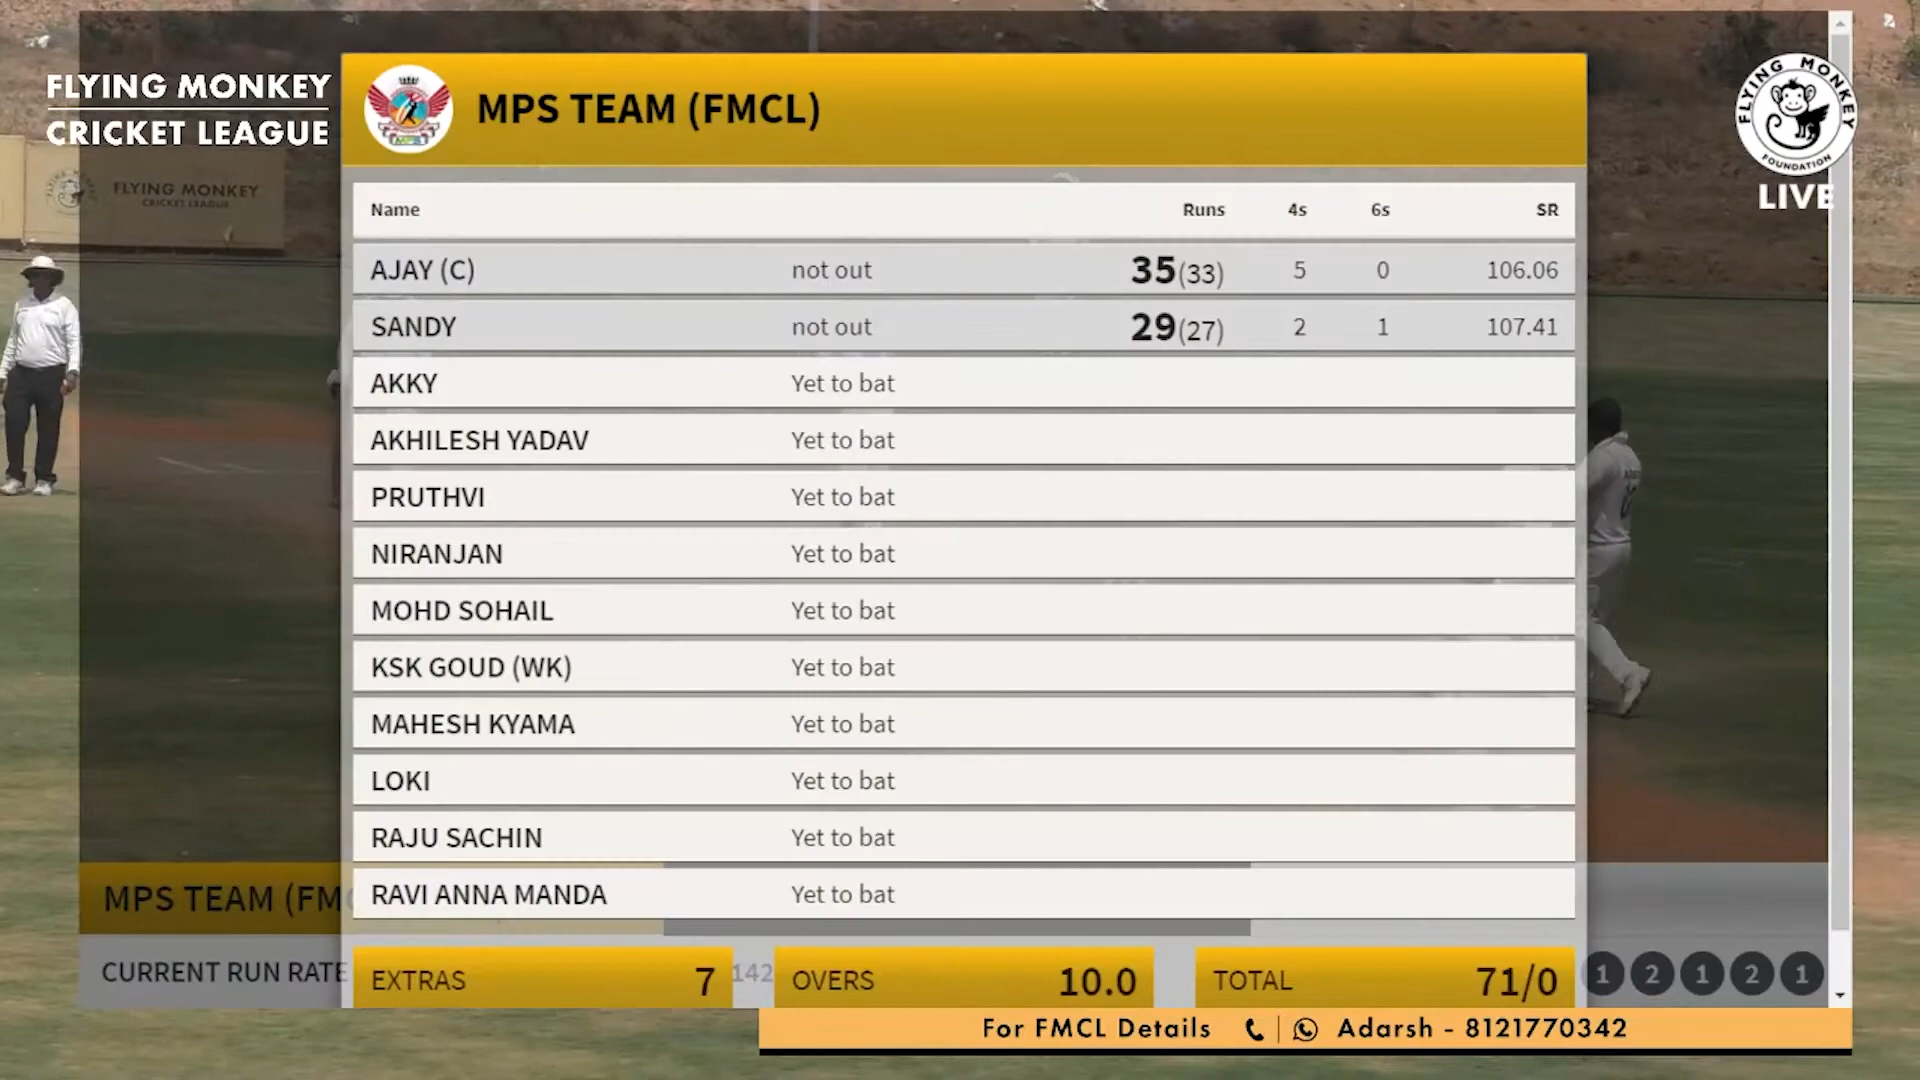 FLYING MONKEY
CRICKET LEAGUE
FLYING MONKEY
CRICKET LEAGUE
MPS TEAM (FMCL)
FLYING MONKEY
FOUNDATION
LIVE
Name Runs 4s 6s SR
AJAY (C) not out 35(33) 5 0 106.06
SANDY not out 29(27) 2 1 107.41
AKKY Yet to bat
AKHILESH YADAV Yet to bat
PRUTHVI Yet to bat
NIRANJAN Yet to bat
MOHD SOHAIL Yet to bat
KSK GOUD (WK) Yet to bat
MAHESH KYAMA Yet to bat
LOKI Yet to bat
RAJU SACHIN Yet to bat
RAVI ANNA MANDA Yet to bat
MPS TEAM (FM
CURRENT RUN RATE
EXTRAS 7 142 OVERS 10.0 TOTAL 71/0 1 2 1 2 1
For FMCL Details Adarsh - 8121770342